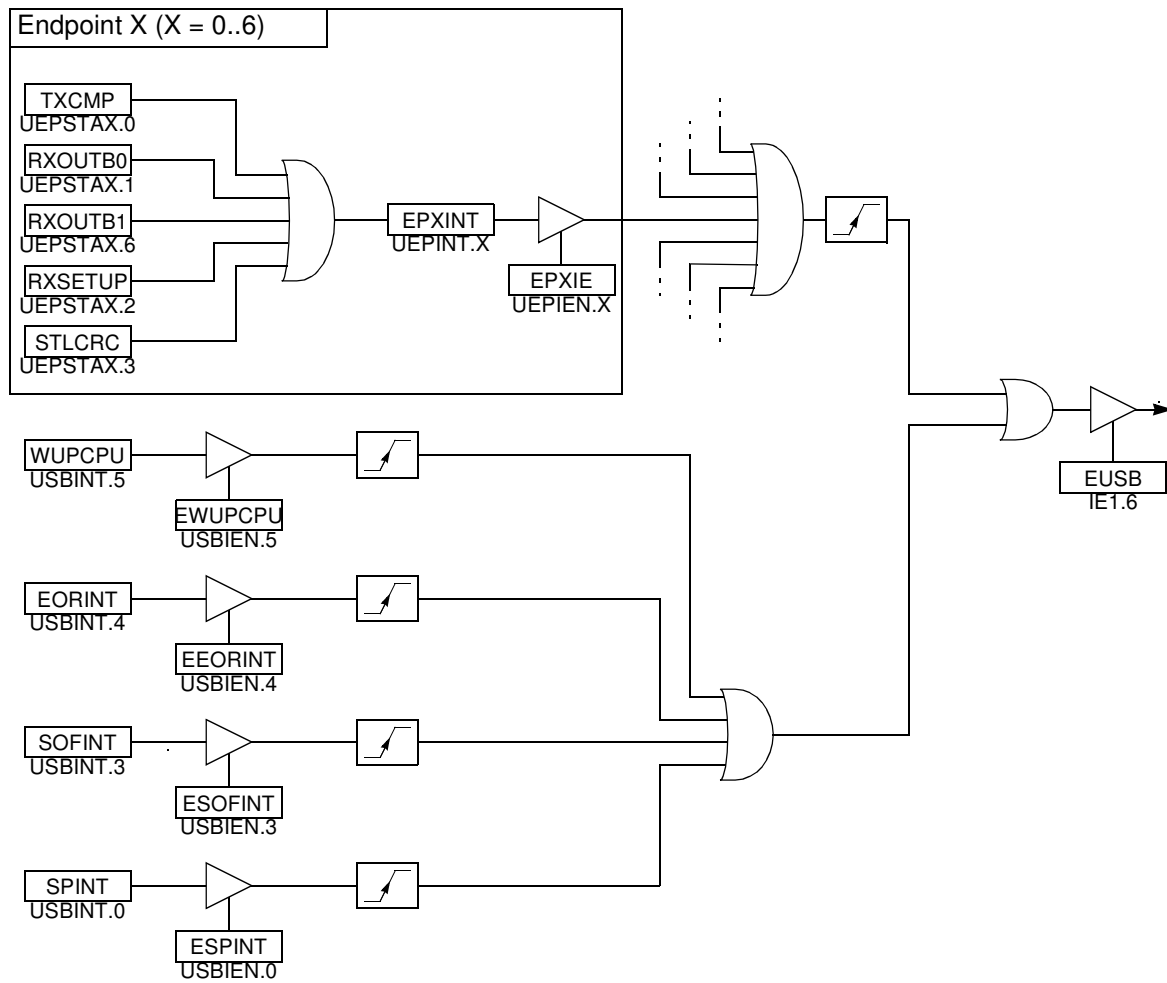 Endpoint X (X = 0..6)
TXCMP
UEPSTAX.0
RXOUTB0
UEPSTAX.1
RXOUTB1
UEPSTAX.6
RXSETUP
UEPSTAX.2
STLCRC
UEPSTAX.3
EPXINT
UEPINT.X
EPXIE
UEPIEN.X
WUPCPU
USBINT.5
EWUPCPU
USBIEN.5
EUSB
IE1.6
EORINT
USBINT.4
EEORINT
USBIEN.4
SOFINT
USBINT.3
ESOFINT
USBIEN.3
SPINT
USBINT.0
ESPINT
USBIEN.0